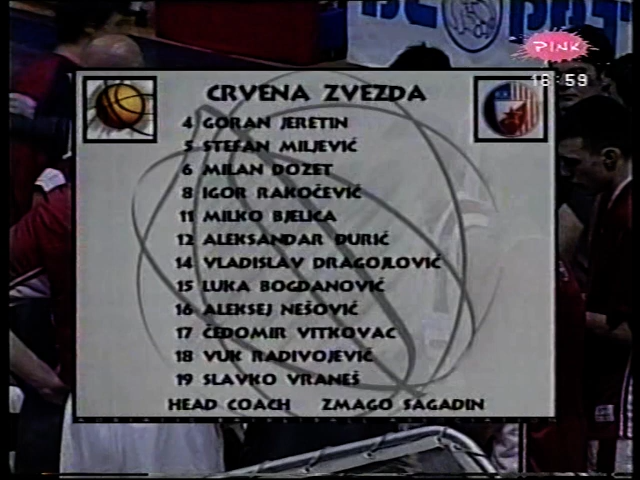 PINK
18:59
CRVENA ZVEZDA
4 GORAN JERETIN
5 STEFAN MILJEVIĆ
6 MILAN DOZET
8 IGOR RAKOČEVIĆ
11 MILKO BJELICA
12 ALEKSANDAR ĐURIĆ
14 VLADISLAV DRAGOJLOVIĆ
15 LUKA BOGDANOVIĆ
16 ALEKSEJ NEŠOVIĆ
17 ČEDOMIR VITKOVAC
18 VUK RADIVOJEVIĆ
19 SLAVKO VRANEŠ
HEAD COACH ZMAGO SAGADIN